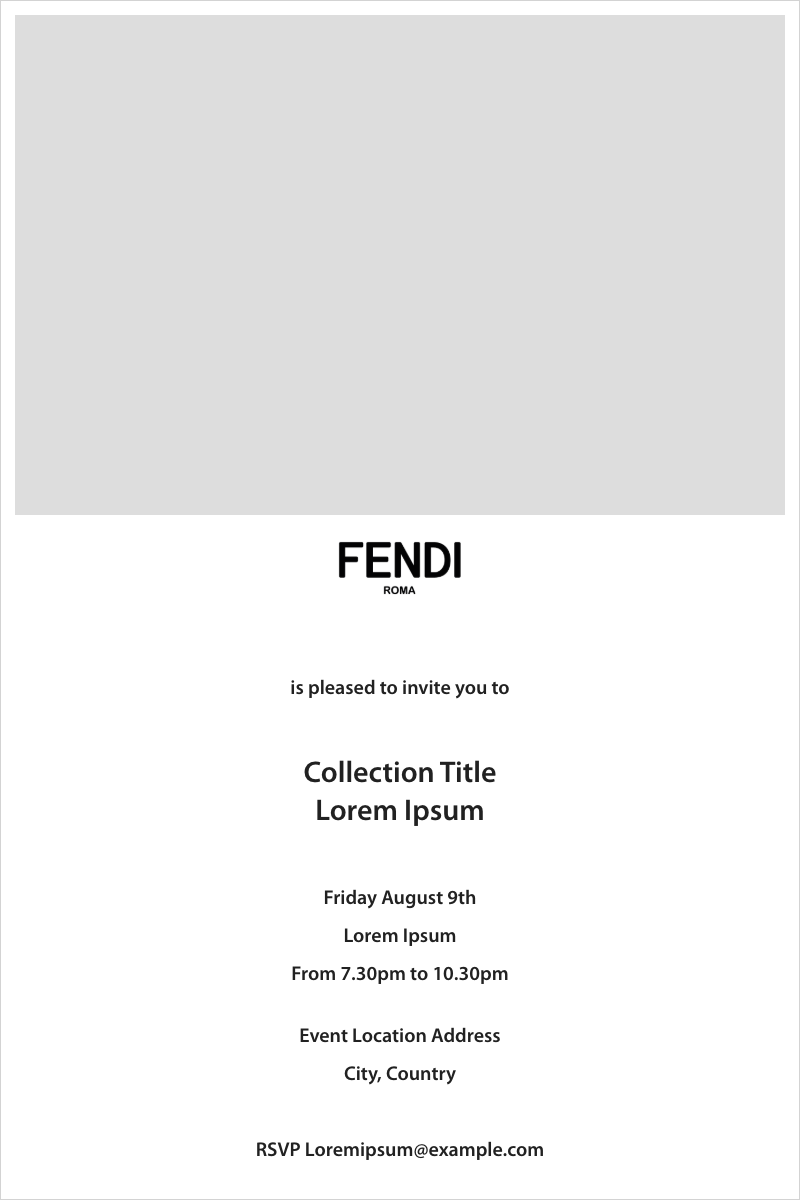 FENDI
ROMA
is pleased to invite you to
Collection Title
Lorem Ipsum
Friday August 9th
Lorem Ipsum
From 7.30pm to 10.30pm
Event Location Address
City, Country
RSVP Loremipsum@example.com